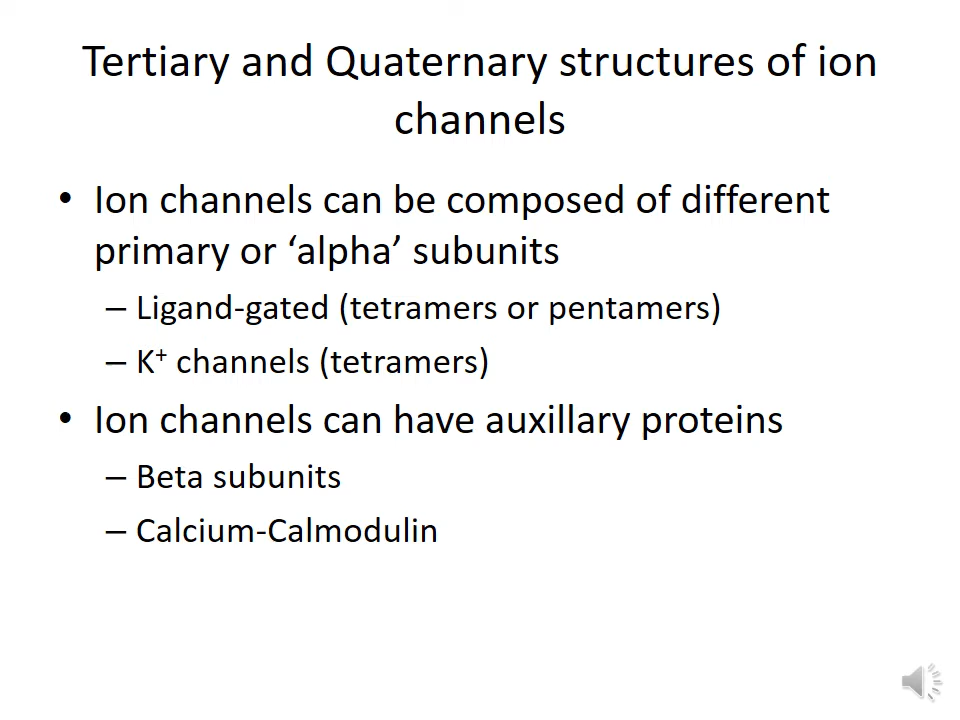 Tertiary and Quaternary structures of ion
channels
• Ion channels can be composed of different
primary or ‘alpha’ subunits
– Ligand-gated (tetramers or pentamers)
– K⁺ channels (tetramers)
• Ion channels can have auxillary proteins
– Beta subunits
– Calcium-Calmodulin